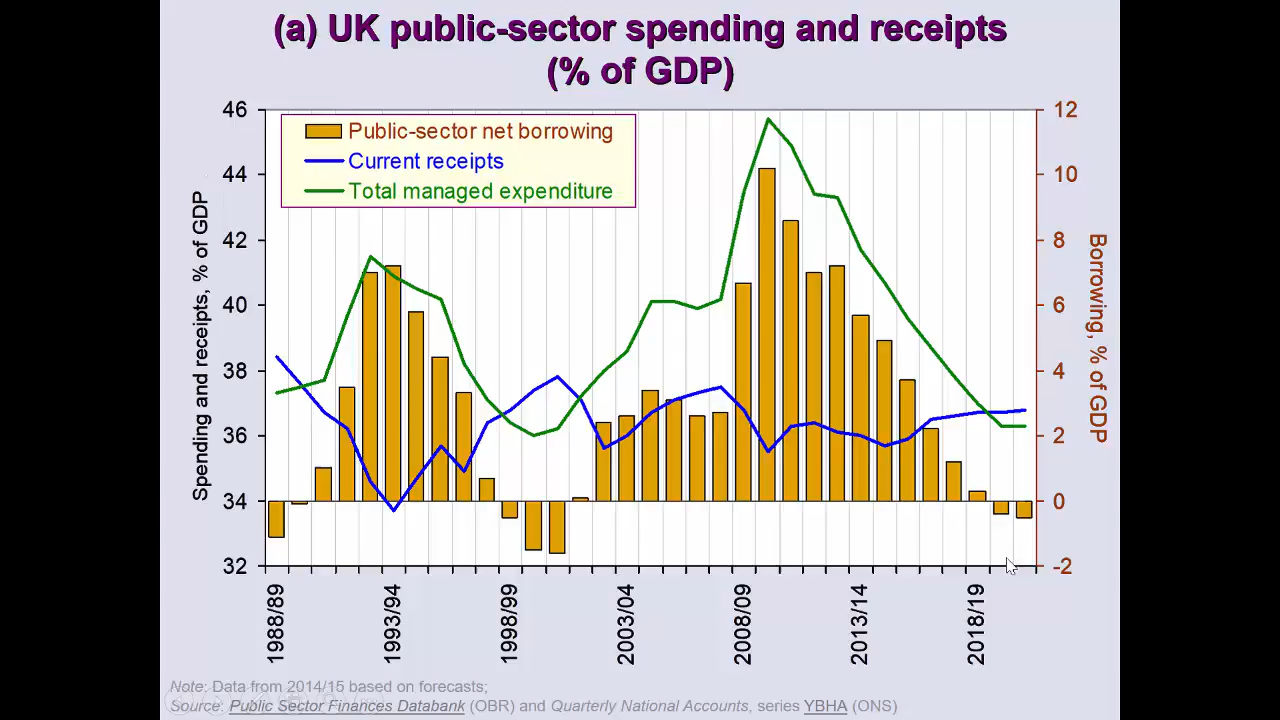 (a) UK public-sector spending and receipts
(% of GDP)
46
44
42
40
38
36
34
32
Spending and receipts, % of GDP
Public-sector net borrowing
Current receipts
Total managed expenditure
12
10
8
6
4
2
0
-2
Borrowing, % of GDP
1988/89
1993/94
1998/99
2003/04
2008/09
2013/14
2018/19
Note: Data from 2014/15 based on forecasts;
Source: Public Sector Finances Databank (OBR) and Quarterly National Accounts, series YBHA (ONS)